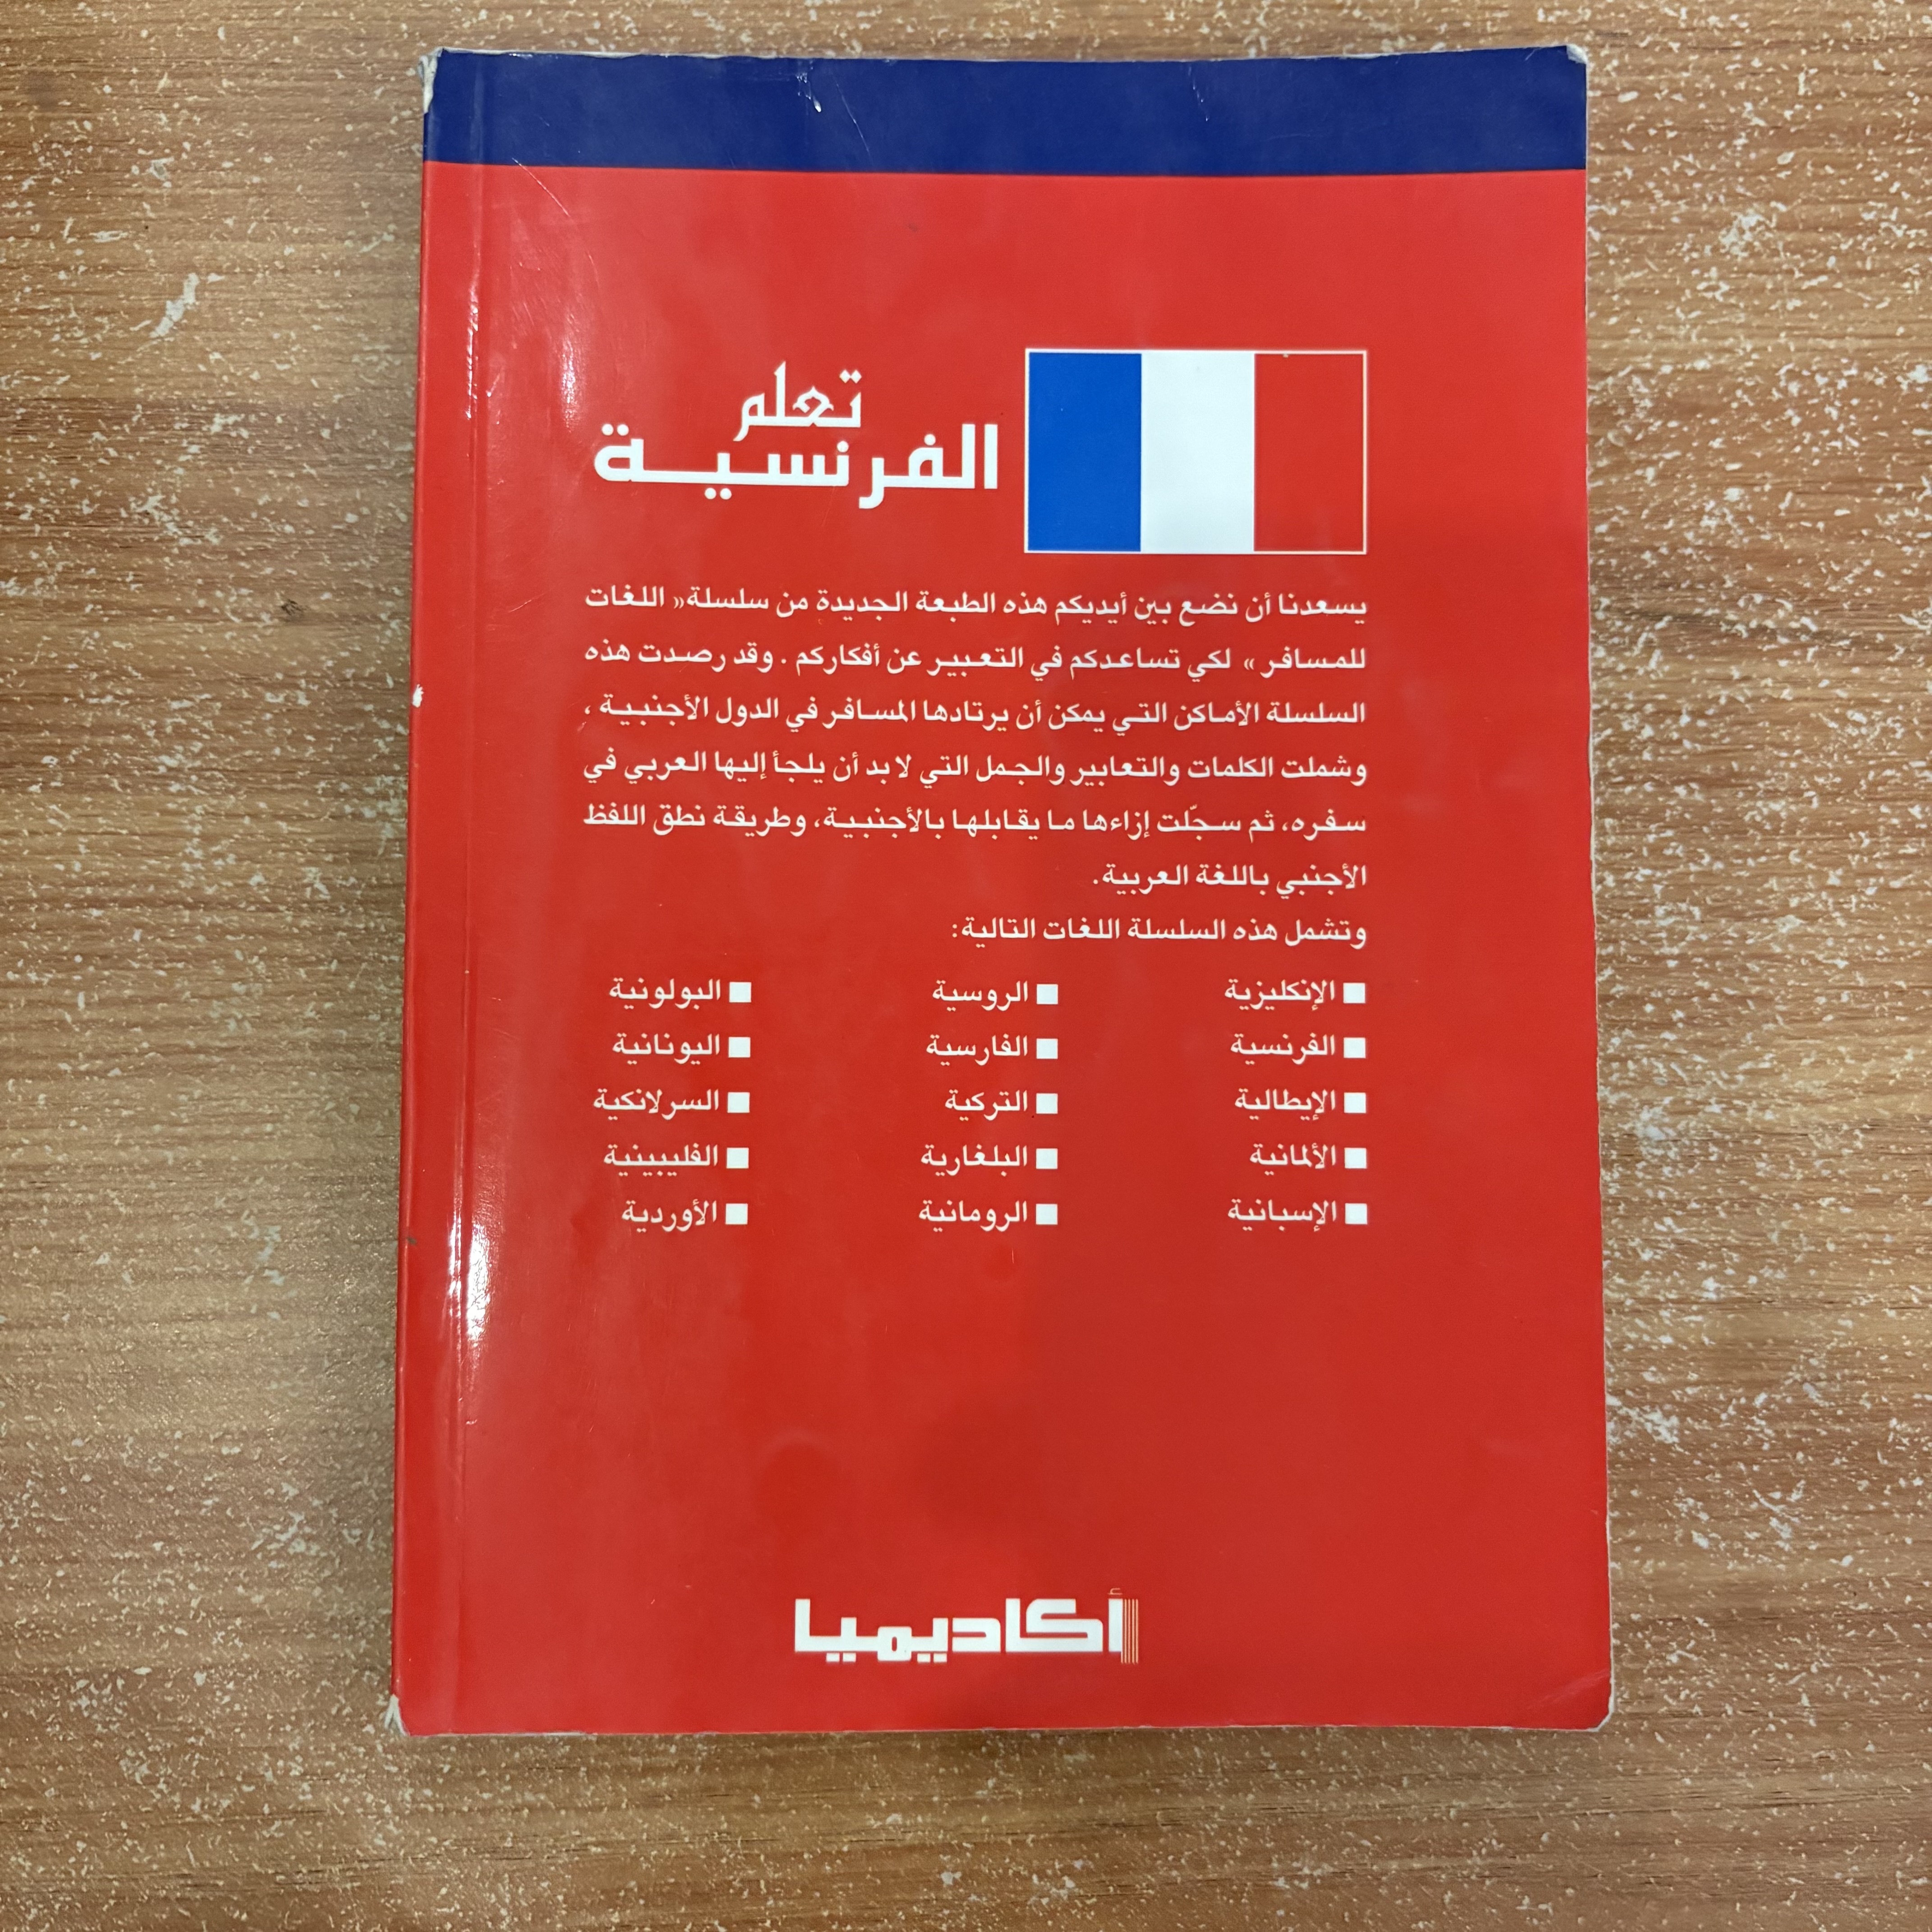 تعلم
الفرنسية
يسعدنا أن نضع بين أيديكم هذه الطبعة الجديدة من سلسلة« اللغات
للمسافر » لكي تساعدكم في التعبير عن أفكاركم . وقد رصدت هذه
السلسلة الأماكن التي يمكن أن يرتادها المسافر في الدول الأجنبية ،
وشملت الكلمات والتعابير والجمل التي لابد أن يلجأ إليها العربي في
سفره، ثم سجّلت إزاءها ما يقابلها بالأجنبية، وطريقة نطق اللفظ
الأجنبي باللغة العربية.
وتشمل هذه السلسلة اللغات التالية:
■ الإنكليزية ■ الروسية ■ البولونية
■ الفرنسية ■ الفارسية ■ اليونانية
■ الإيطالية ■ التركية ■ السرلانكية
■ الألمانية ■ البلغارية ■ الفليبينية
■ الإسبانية ■ الرومانية ■ الأوردية
أكاديميا